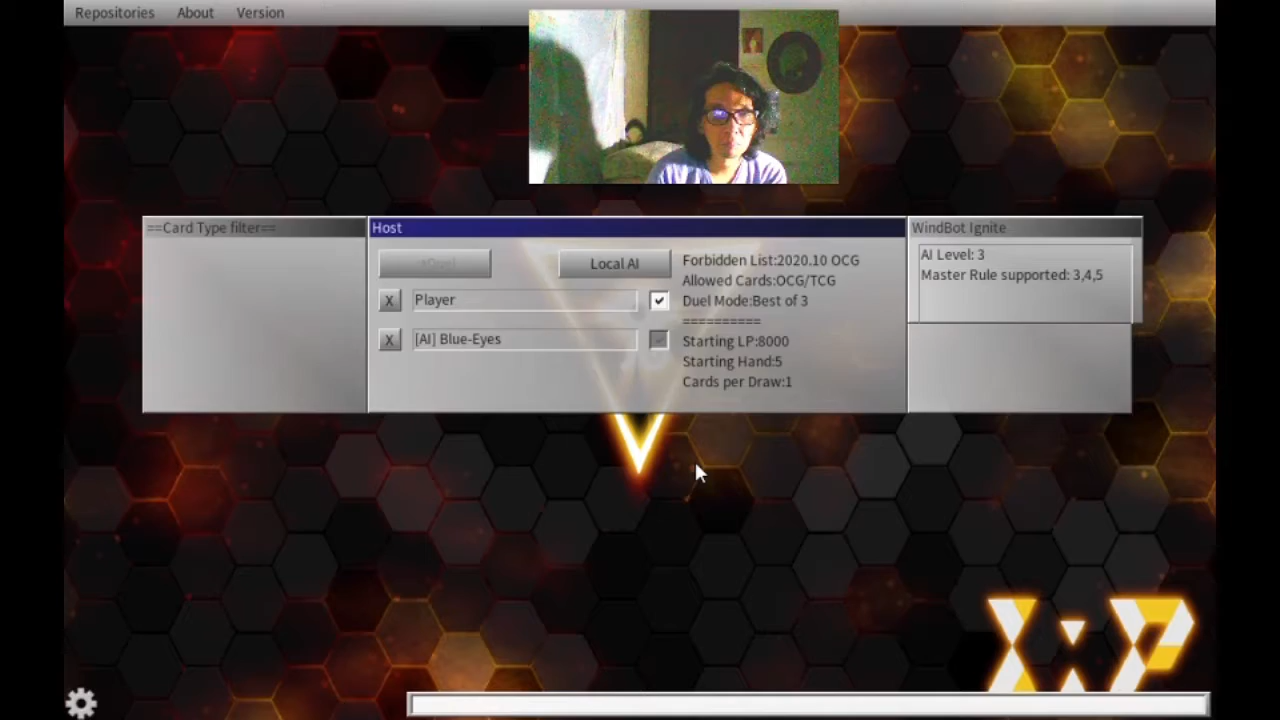 Repositories About Version
==Card Type filter==
Host
WindBot Ignite
Local AI
Forbidden List:2020.10 OCG
Allowed Cards:OCG/TCG
Duel Mode:Best of 3
==========
Starting LP:8000
Starting Hand:5
Cards per Draw:1
X Player
X [AI] Blue-Eyes
AI Level: 3
Master Rule supported: 3,4,5